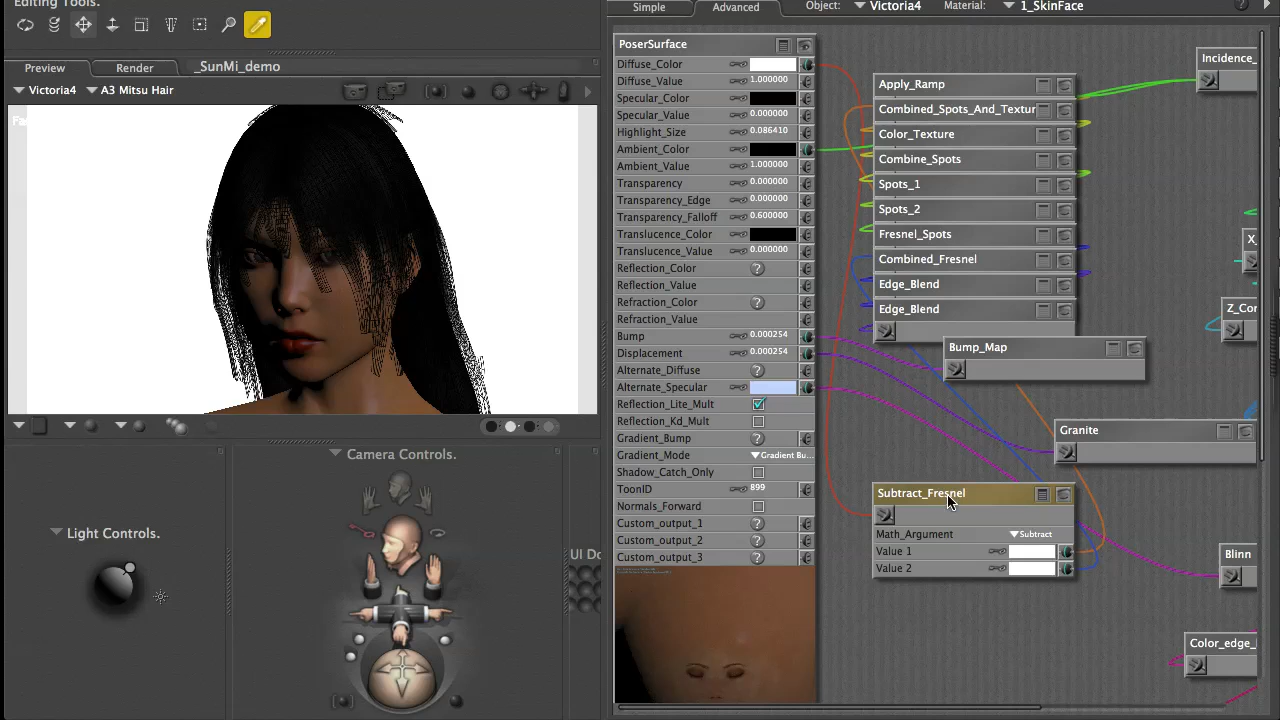 Editing Tools.
Preview Render _SunMi_demo
Victoria4 A3 Mitsu Hair
Camera Controls.
Light Controls.
UI Do
Simple Advanced Object: Victoria4 Material: 1_SkinFace
PoserSurface
Diffuse_Color
Diffuse_Value 1.000000
Specular_Color
Specular_Value 0.000000
Highlight_Size 0.086410
Ambient_Color
Ambient_Value 1.000000
Transparency 0.000000
Transparency_Edge 0.000000
Transparency_Falloff 0.600000
Translucence_Color
Translucence_Value 0.000000
Reflection_Color ?
Reflection_Value
Refraction_Color ?
Refraction_Value
Bump 0.000254
Displacement 0.000254
Alternate_Diffuse ?
Alternate_Specular
Reflection_Lite_Mult
Reflection_Kd_Mult
Gradient_Bump ?
Gradient_Mode Gradient Bu...
Shadow_Catch_Only
ToonID 899
Normals_Forward
Custom_output_1 ?
Custom_output_2 ?
Custom_output_3 ?
Apply_Ramp
Combined_Spots_And_Textur
Color_Texture
Combine_Spots
Spots_1
Spots_2
Fresnel_Spots
Combined_Fresnel
Edge_Blend
Edge_Blend
Bump_Map
Granite
Subtract_Fresnel
Math_Argument Subtract
Value 1
Value 2
Incidence_
X_
Z_Cor
Blinn
Color_edge_